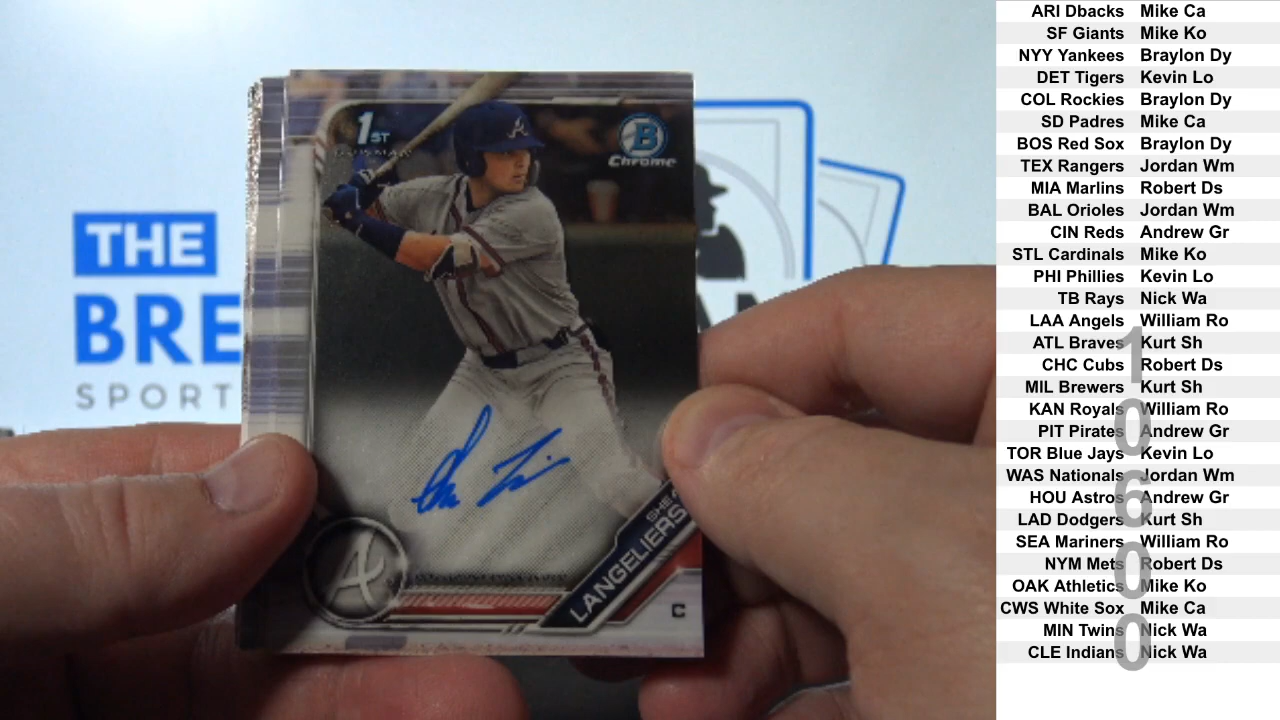 THE
BRE
SPORT
1ST
BOWMAN
B
Chrome
A
A
SHEA
LANGELIERS
C
ARI Dbacks Mike Ca
SF Giants Mike Ko
NYY Yankees Braylon Dy
DET Tigers Kevin Lo
COL Rockies Braylon Dy
SD Padres Mike Ca
BOS Red Sox Braylon Dy
TEX Rangers Jordan Wm
MIA Marlins Robert Ds
BAL Orioles Jordan Wm
CIN Reds Andrew Gr
STL Cardinals Mike Ko
PHI Phillies Kevin Lo
TB Rays Nick Wa
LAA Angels William Ro
ATL Braves Kurt Sh
CHC Cubs Robert Ds
MIL Brewers Kurt Sh
KAN Royals William Ro
PIT Pirates Andrew Gr
TOR Blue Jays Kevin Lo
WAS Nationals Jordan Wm
HOU Astros Andrew Gr
LAD Dodgers Kurt Sh
SEA Mariners William Ro
NYM Mets Robert Ds
OAK Athletics Mike Ko
CWS White Sox Mike Ca
MIN Twins Nick Wa
CLE Indians Nick Wa
10600